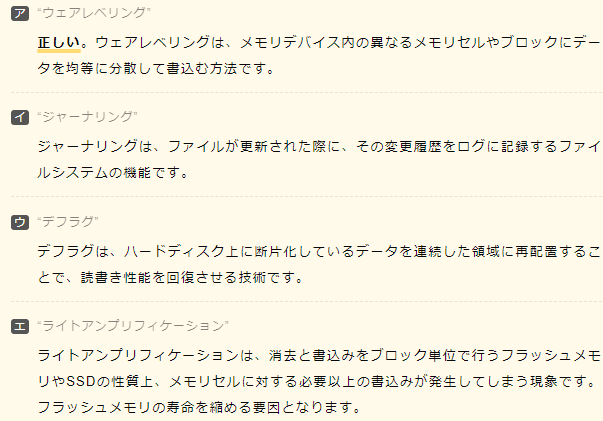 ア "ウェアレベリング"
正しい。ウェアレベリングは、メモリデバイス内の異なるメモリセルやブロックにデー
タを均等に分散して書込む方法です。
イ "ジャーナリング"
ジャーナリングは、ファイルが更新された際に、その変更履歴をログに記録するファイ
ルシステムの機能です。
ウ "デフラグ"
デフラグは、ハードディスク上に断片化しているデータを連続した領域に再配置するこ
とで、読書き性能を回復させる技術です。
エ "ライトアンプリフィケーション"
ライトアンプリフィケーションは、消去と書込みをブロック単位で行うフラッシュメモ
リやSSDの性質上、メモリセルに対する必要以上の書込みが発生してしまう現象です。
フラッシュメモリの寿命を縮める要因となります。